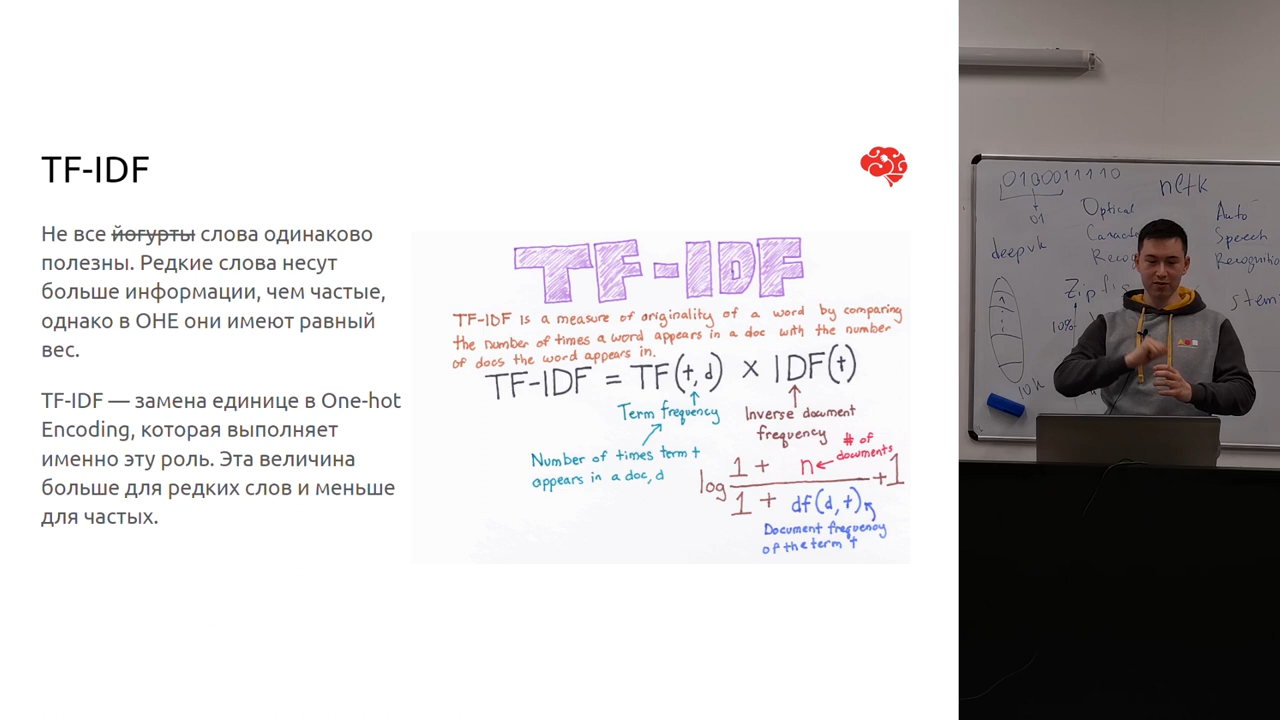 TF-IDF
Не все йогурты слова одинаково
полезны. Редкие слова несут
больше информации, чем частые,
однако в OHE они имеют равный
вес.
TF-IDF — замена единице в One-hot
Encoding, которая выполняет
именно эту роль. Эта величина
больше для редких слов и меньше
для частых.
TF-IDF
TF-IDF is a measure of originality of a word by comparing
the number of times a word appears in a doc with the number
of docs the word appears in.
TF-IDF = TF(t, d) × IDF(t)
Term frequency
Inverse document
frequency
Number of times term t
appears in a doc, d
# of
documents
log 1 + n / 1 + df(d, t) + 1
Document frequency
of the term t
0100011110
01
nltk
deepvk
Optical
Recog
Auto
Speech
Recognitio
Zipf
10%
stemi
10k